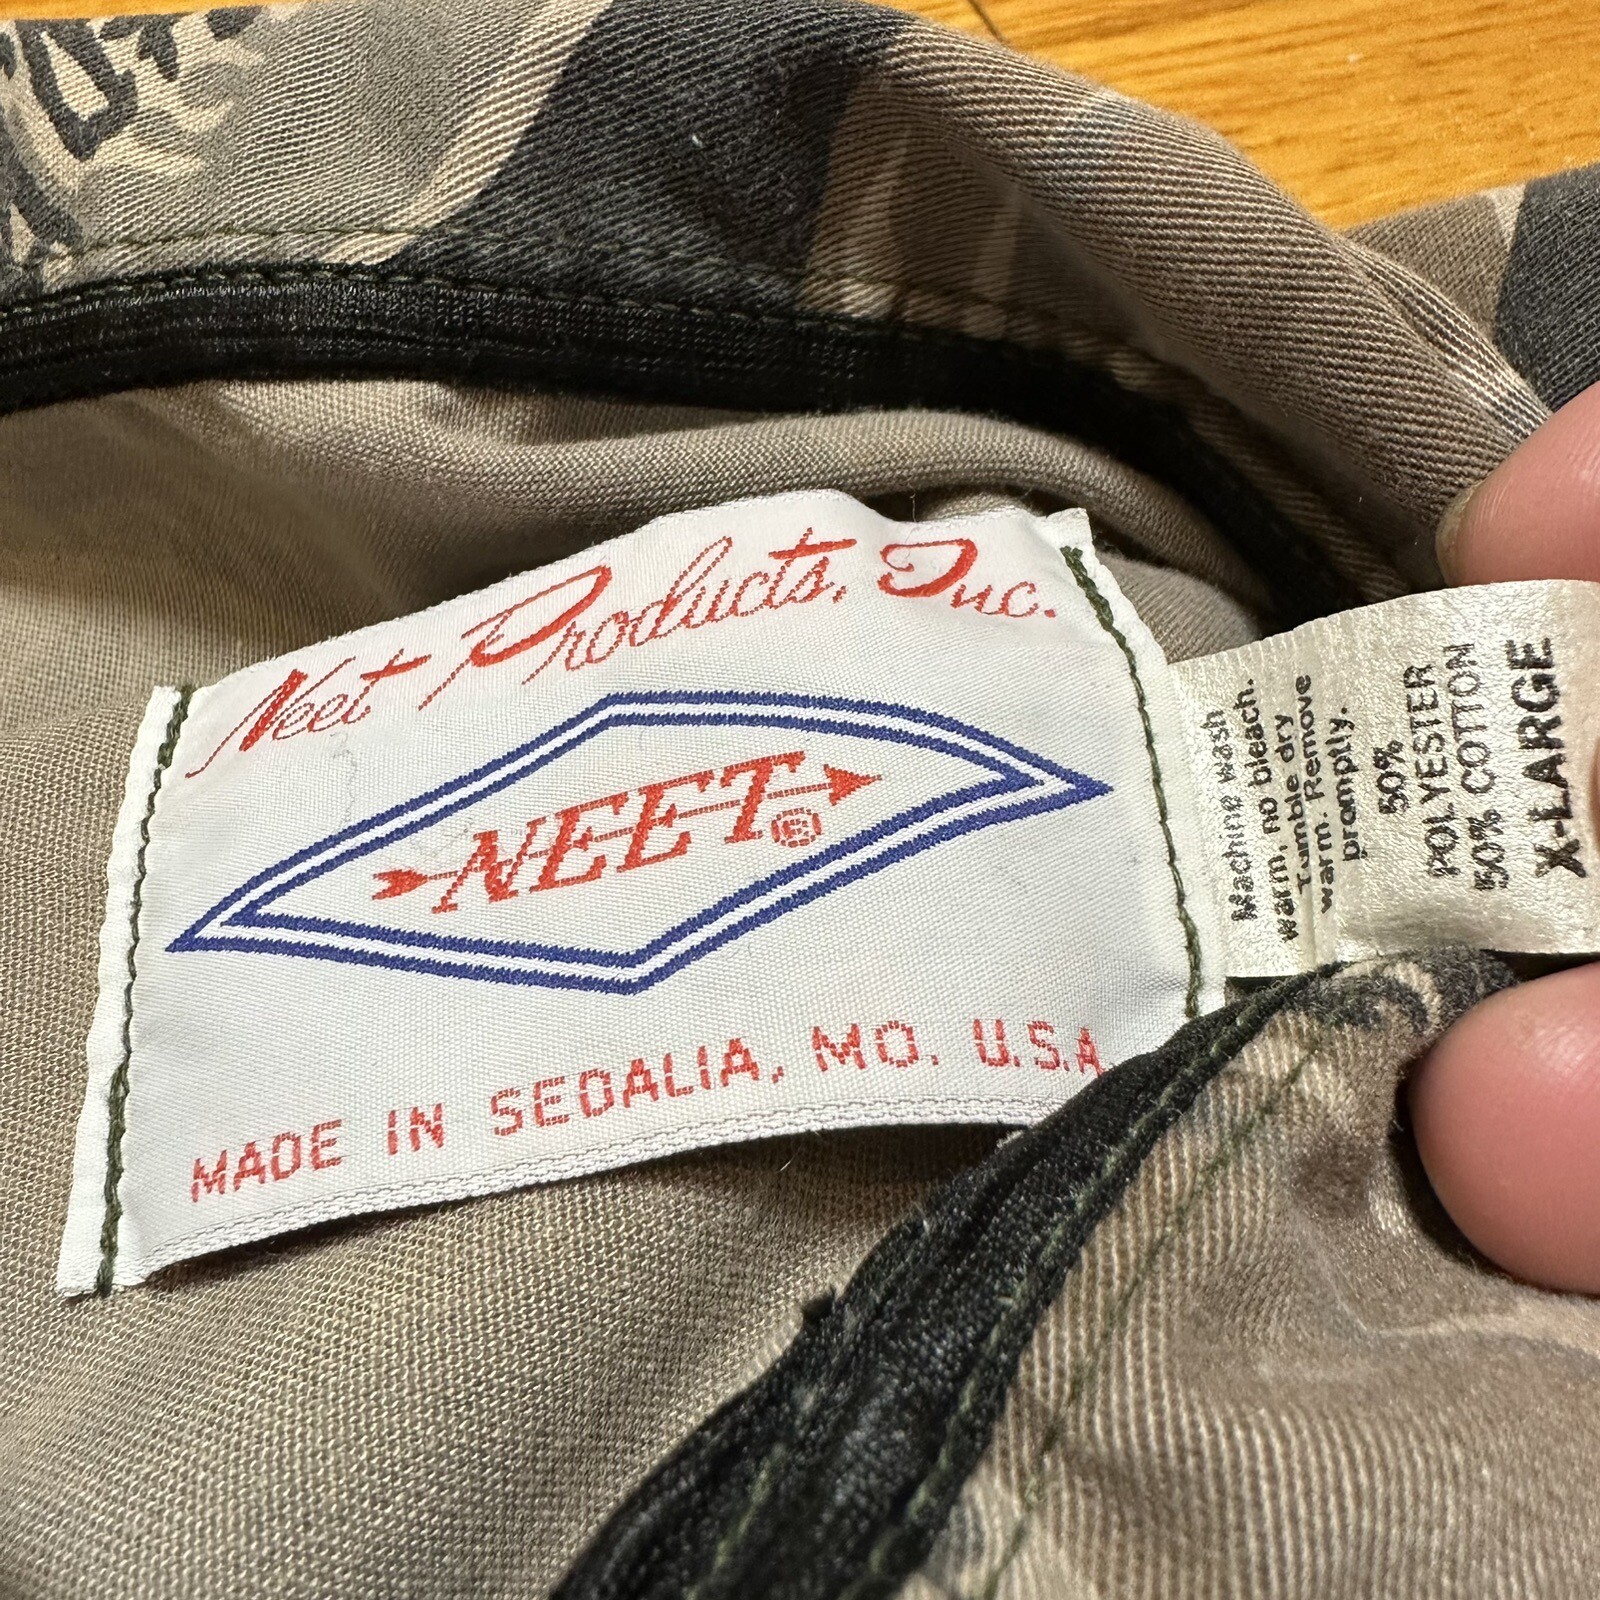 Neet Products, Inc.
NEET®
MADE IN SEDALIA, MO. U.S.A.
Machine wash
warm, no bleach.
Tumble dry
warm. Remove
promptly.
50%
POLYESTER
50% COTTON
X-LARGE